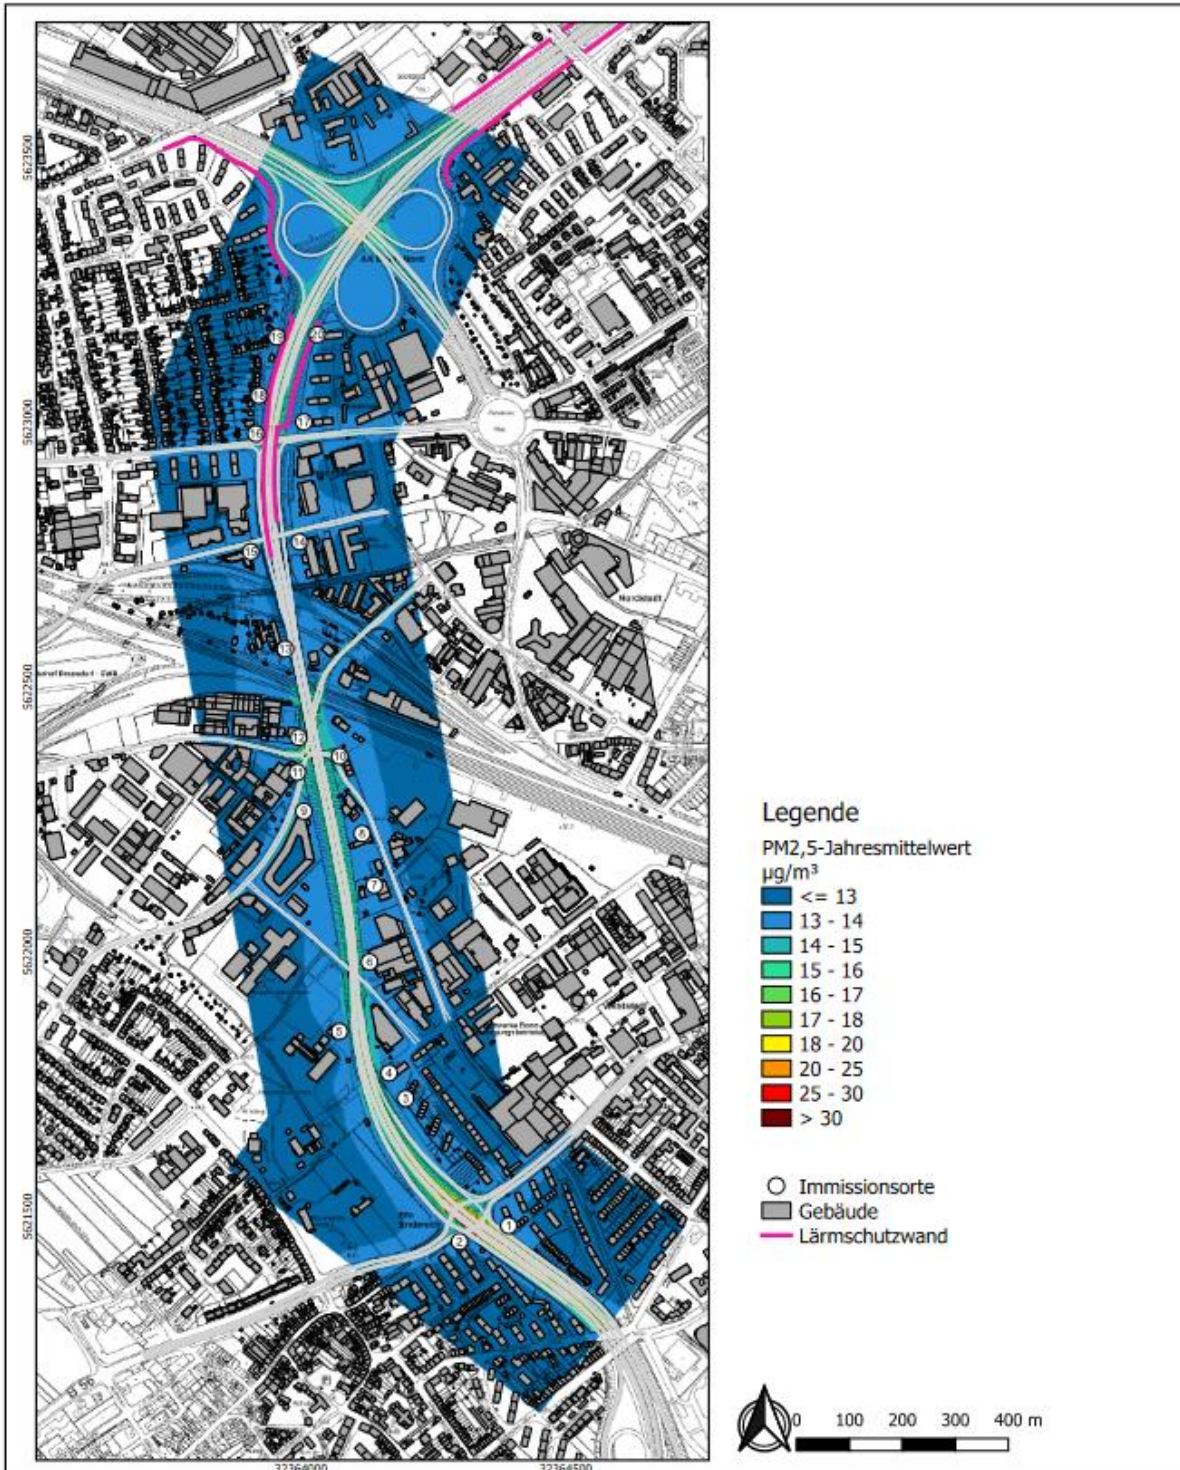 5623500
5623000
5622500
5622000
5621500
32364000
32364500
19
20
18
17
16
14
15
13
12
10
11
9
8
7
6
5
4
3
1
2
Nordstadt
Legende
PM2,5-Jahresmittelwert
µg/m³
<= 13
13 - 14
14 - 15
15 - 16
16 - 17
17 - 18
18 - 20
20 - 25
25 - 30
> 30
Immissionsorte
Gebäude
Lärmschutzwand
0 100 200 300 400 m